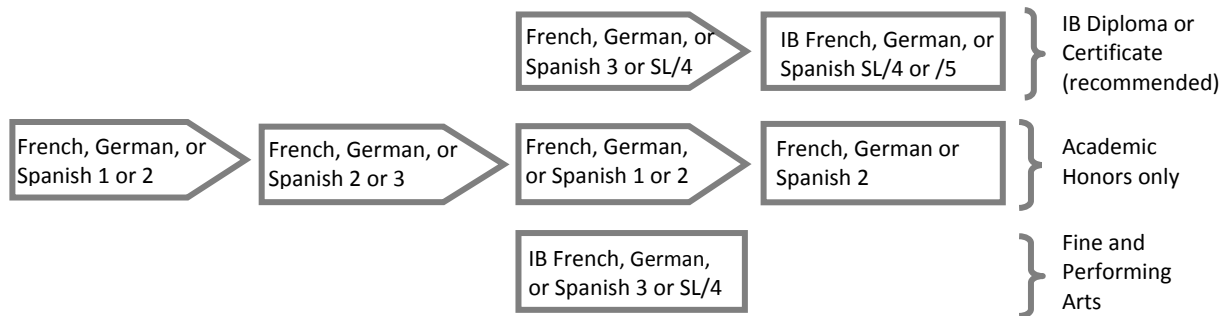 French, German, or
Spanish 3 or SL/4
IB French, German, or
Spanish SL/4 or /5
IB Diploma or
Certificate
(recommended)
French, German, or
Spanish 1 or 2
French, German, or
Spanish 2 or 3
French, German,
or Spanish 1 or 2
French, German or
Spanish 2
Academic
Honors only
IB French, German,
or Spanish 3 or SL/4
Fine and
Performing
Arts